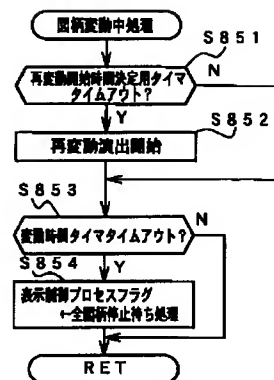 図柄変動中処理
S851
再変動開始時間決定用タイマ
タイムアウト?
N
Y
S852
再変動演出開始
S853
変動時間タイマタイムアウト?
N
Y
S854
表示制御プロセスフラグ
←全図柄停止待ち処理
RET